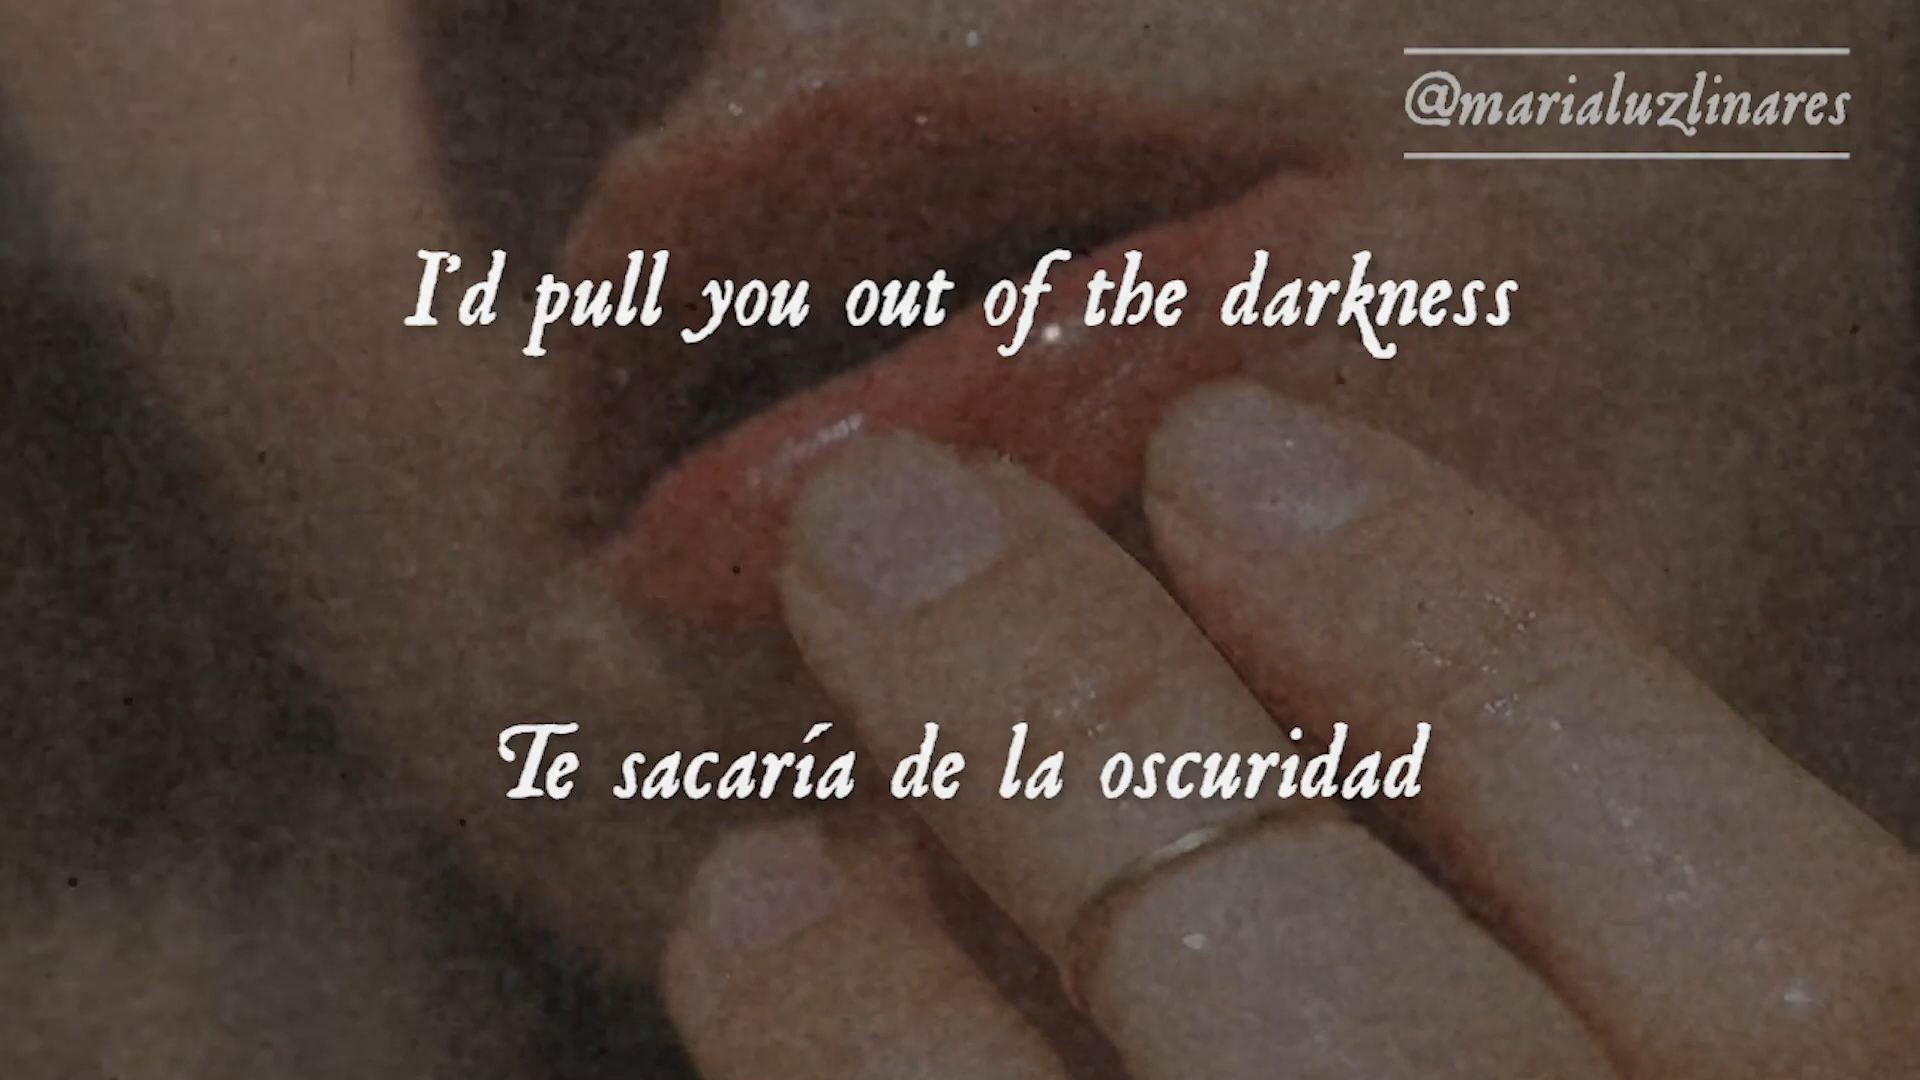 @marialuzlinares
I'd pull you out of the darkness
Te sacaría de la oscuridad